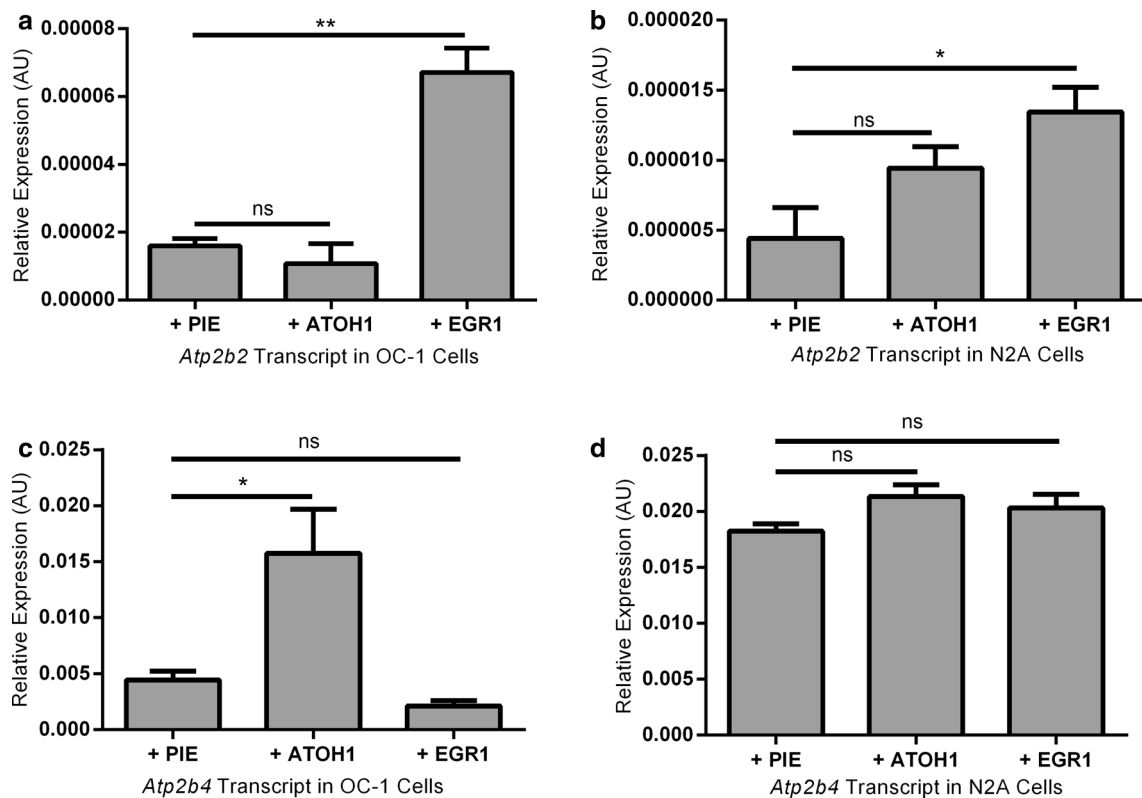 a
Relative Expression (AU)
0.00008
0.00006
0.00004
0.00002
0.00000
**
ns
+ PIE + ATOH1 + EGR1
Atp2b2 Transcript in OC-1 Cells
b
Relative Expression (AU)
0.000020
0.000015
0.000010
0.000005
0.000000
*
ns
+ PIE + ATOH1 + EGR1
Atp2b2 Transcript in N2A Cells
c
Relative Expression (AU)
0.025
0.020
0.015
0.010
0.005
0.000
ns
*
+ PIE + ATOH1 + EGR1
Atp2b4 Transcript in OC-1 Cells
d
Relative Expression (AU)
0.025
0.020
0.015
0.010
0.005
0.000
ns
ns
+ PIE + ATOH1 + EGR1
Atp2b4 Transcript in N2A Cells